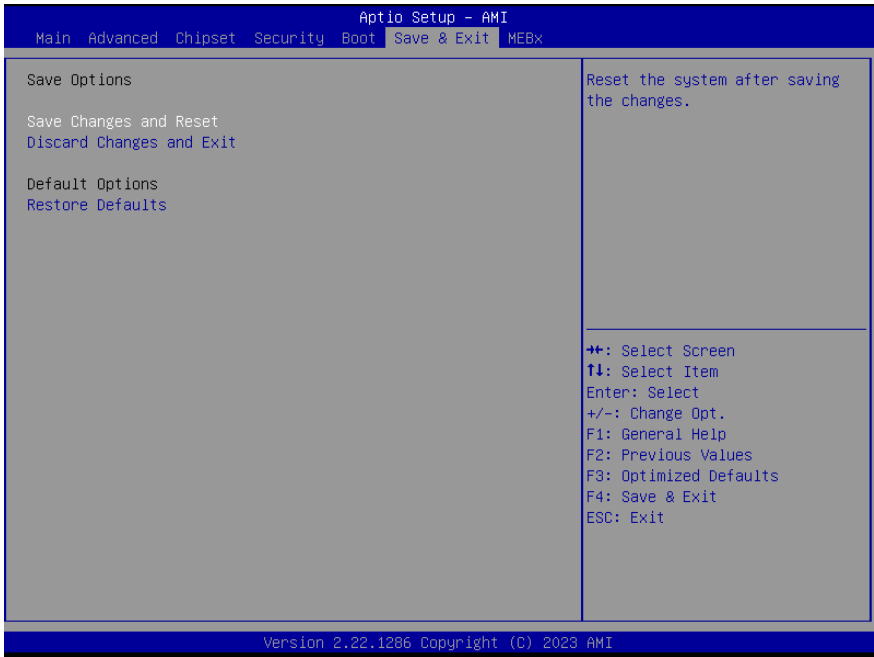 Aptio Setup – AMI
Main Advanced Chipset Security Boot Save & Exit MEBx
Save Options
Save Changes and Reset
Discard Changes and Exit
Default Options
Restore Defaults
Reset the system after saving
the changes.
→←: Select Screen
↑↓: Select Item
Enter: Select
+/-: Change Opt.
F1: General Help
F2: Previous Values
F3: Optimized Defaults
F4: Save & Exit
ESC: Exit
Version 2.22.1286 Copyright (C) 2023 AMI